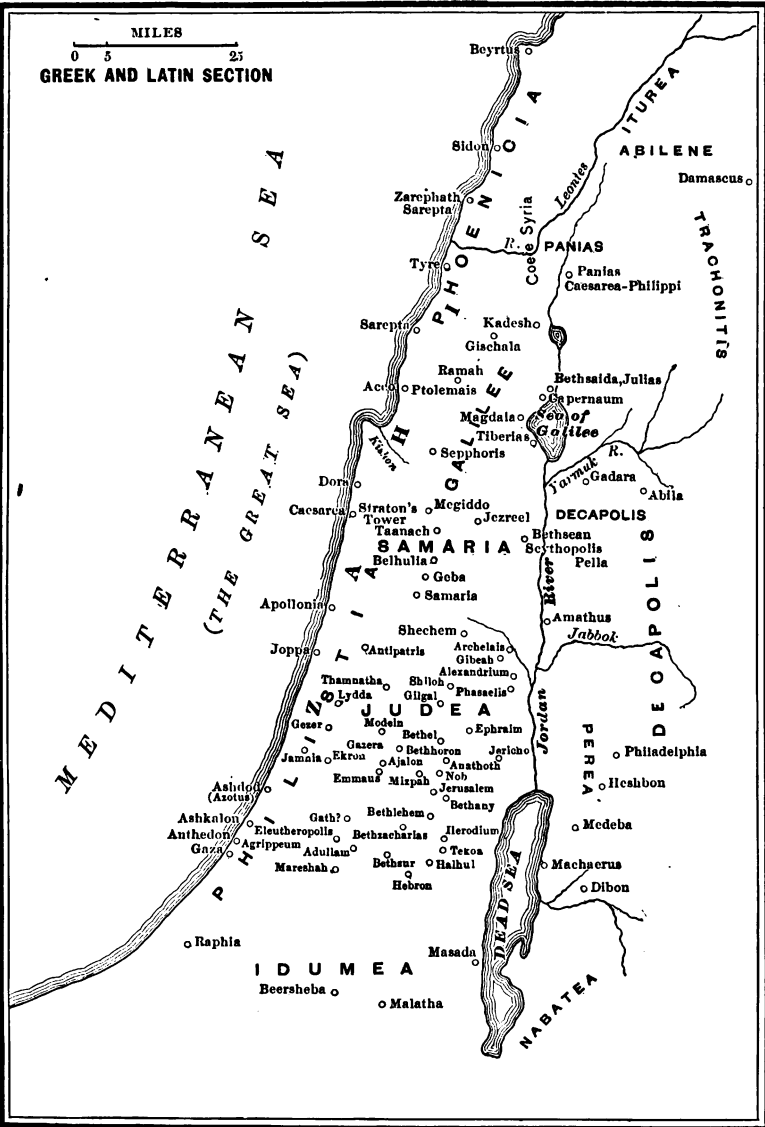 MILES
0 5 25
GREEK AND LATIN SECTION
MEDITERRANEAN SEA
(THE GREAT SEA)
PHOENICIA
Beyrtus
ITUREA
ABILENE
Sidon
Damascus
Leontes
R.
Zarephath
Sarepta
Coele Syria
PANIAS
TRACHONITIS
Tyre
Panias
Caesarea-Philippi
Sarepta
Kadesh
Gischala
Ramah
Acc
Ptolemais
Bethsaida, Julias
Capernaum
GALILEE
Magdala
Sea of
Galilee
Tiberias
Kishon
Sepphoris
Yarmuk R.
Gadara
Abila
Dora
Caesarea
Straton's
Tower
Megiddo
Jezreel
Taanach
DECAPOLIS
SAMARIA
Bethsean
Scythopolis
Pella
Belhulia
Geba
Samaria
Apollonia
River
Jordan
Amathus
DECAPOLIS
Jabbok
Shechem
Joppa
Antipatris
Archelais
Gibeah
Alexandrium
Thamnatha
Shiloh
Phasaelis
Lydda
Gilgal
JUDEA
PHILIZSTIA
Gezer
Modein
Bethel
Ephraim
PEREA
Gazera
Bethhoron
Jericho
Philadelphia
Jamnia
Ekron
Ajalon
Anathoth
Emmaus
Mizpah
Nob
Heshbon
Ashdod
(Azotus)
Jerusalem
Bethany
Ashkalon
Gath?
Bethlehem
Medeba
Anthedon
Eleutheropolis
Bethzacharias
Herodium
Gaza
Agrippeum
Adullam
Tekoa
Mareshah
Bethsur
Halhul
Machaerus
Hebron
Dibon
DEAD SEA
Raphia
Masada
IDUMEA
Beersheba
Malatha
NABATEA